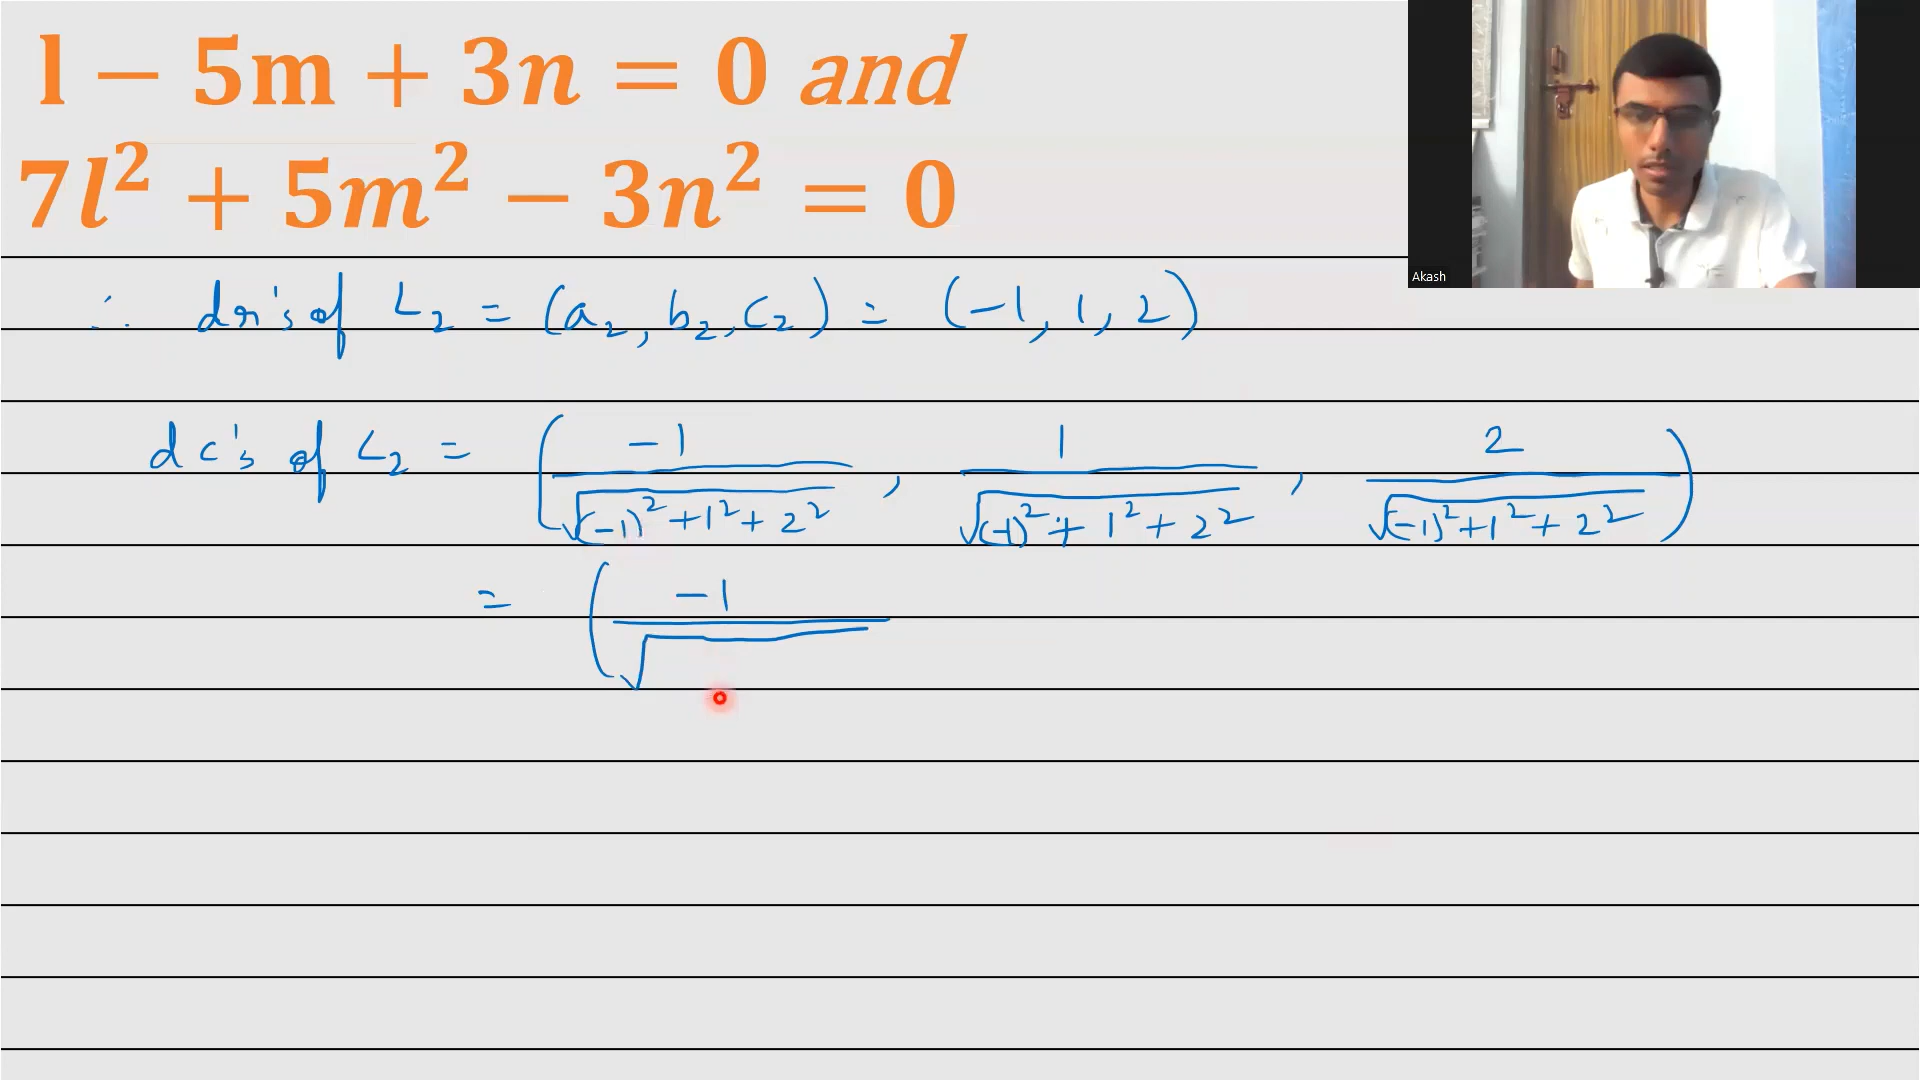 l − 5m + 3n = 0 and
7l² + 5m² − 3n² = 0
Akash
∴ dr's of L₂ = (a₂, b₂, c₂) = (-1, 1, 2)
dc's of L₂ = (-1/√((-1)²+1²+2²), 1/√((-1)²+1²+2²), 2/√((-1)²+1²+2²))
= (-1/√